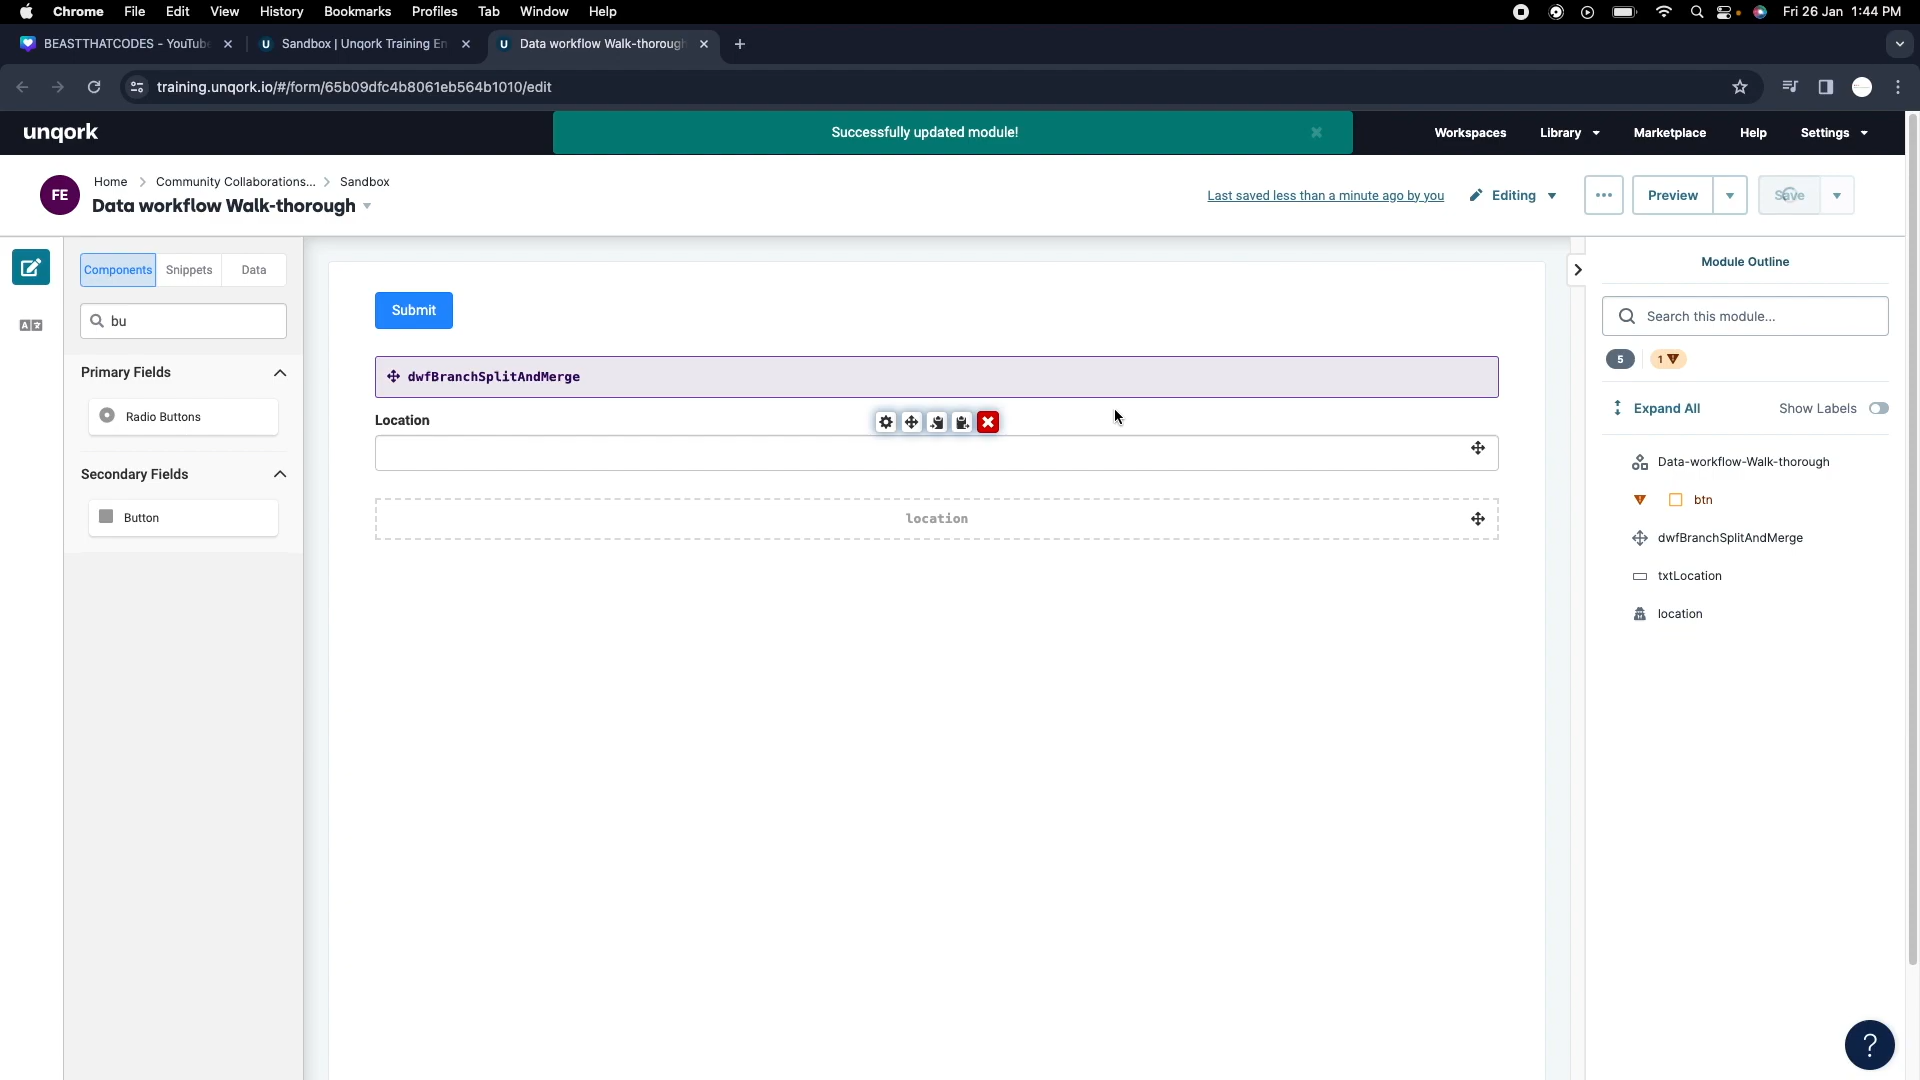 Chrome File Edit View History Bookmarks Profiles Tab Window Help Fri 26 Jan 1:44 PM
BEASTTHATCODES - YouTube Sandbox | Unqork Training En Data workflow Walk-thorough
training.unqork.io/#/form/65b09dfc4b8061eb564b1010/edit
unqork Successfully updated module! Workspaces Library Marketplace Help Settings
FE Home Community Collaborations... Sandbox
Data workflow Walk-thorough Last saved less than a minute ago by you Editing ... Preview Save
Components Snippets Data
bu
Primary Fields
Radio Buttons
Secondary Fields
Button
Submit
dwfBranchSplitAndMerge
Location
location
Module Outline
Search this module...
5 1
Expand All Show Labels
Data-workflow-Walk-thorough
btn
dwfBranchSplitAndMerge
txtLocation
location
?